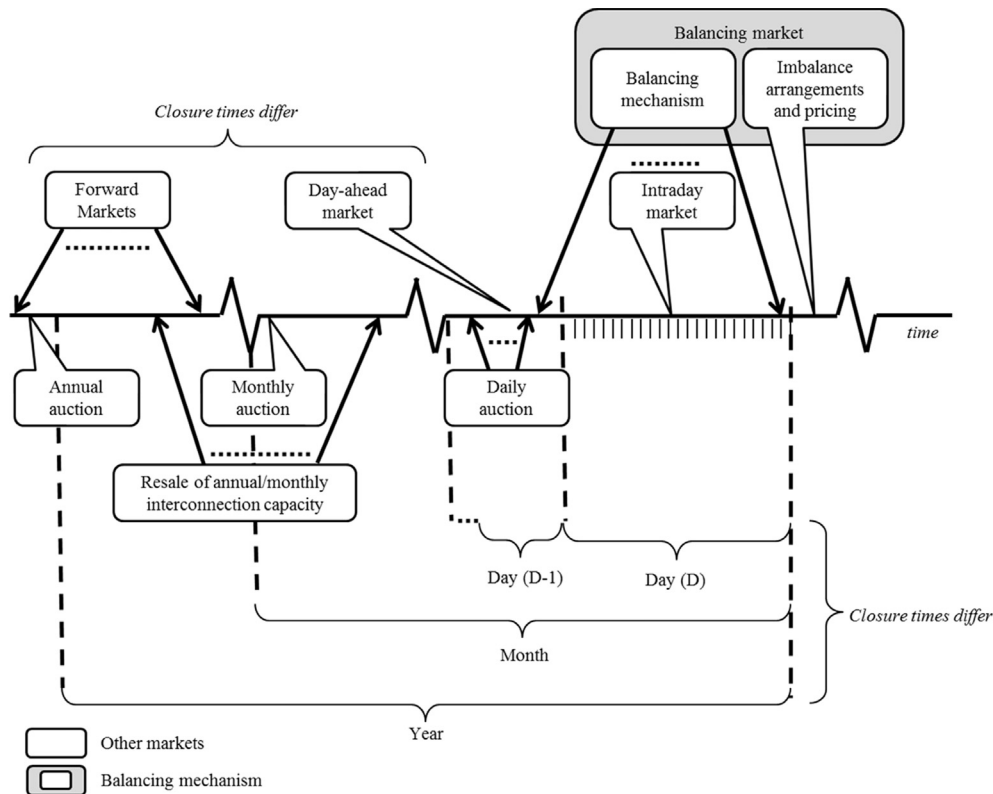 Balancing market
Balancing
mechanism
Imbalance
arrangements
and pricing
Closure times differ
Forward
Markets
Day-ahead
market
Intraday
market
time
Annual
auction
Monthly
auction
Daily
auction
Resale of annual/monthly
interconnection capacity
Day (D-1)
Day (D)
Closure times differ
Month
Year
Other markets
Balancing mechanism